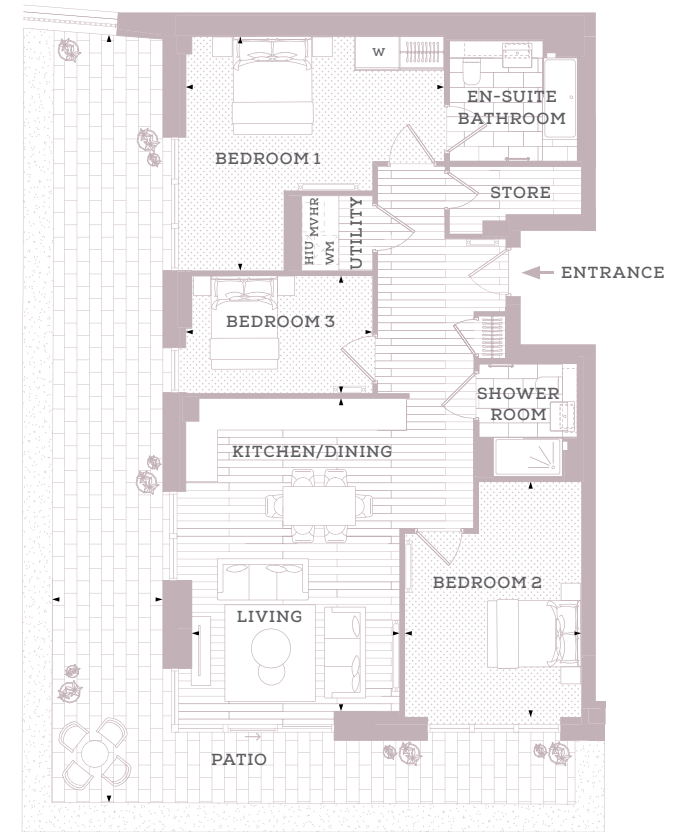 W
EN-SUITE
BATHROOM
BEDROOM 1
STORE
HIU MVHR
WM
UTILITY
ENTRANCE
BEDROOM 3
SHOWER
ROOM
KITCHEN/DINING
BEDROOM 2
LIVING
PATIO